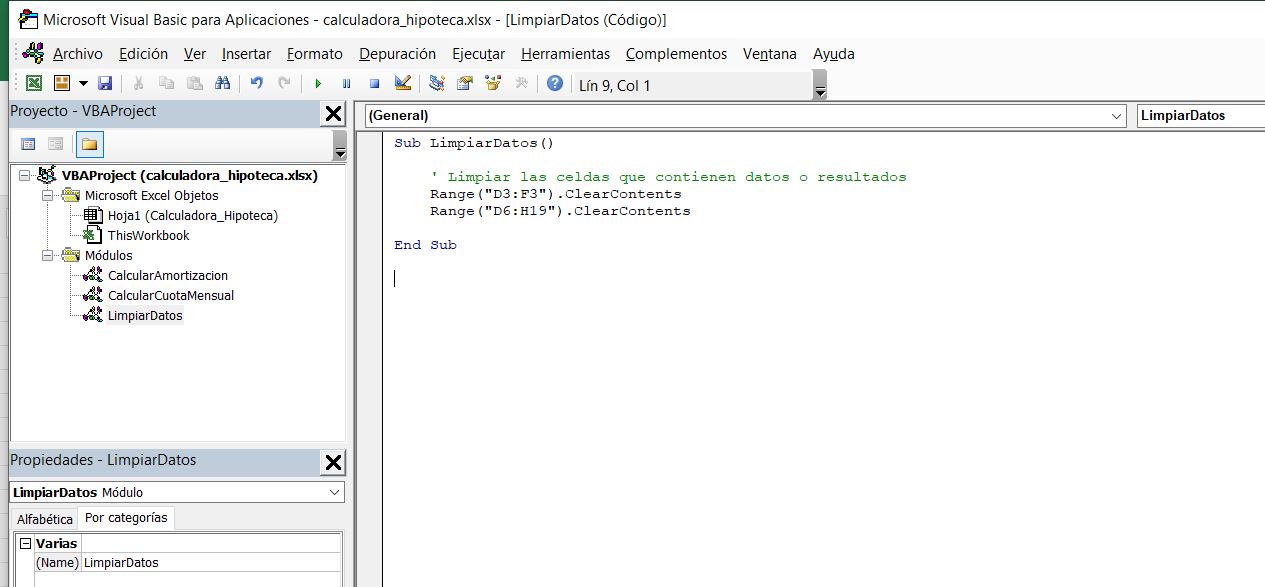 Microsoft Visual Basic para Aplicaciones - calculadora_hipoteca.xlsx - [LimpiarDatos (Código)]
Archivo Edición Ver Insertar Formato Depuración Ejecutar Herramientas Complementos Ventana Ayuda
Lín 9, Col 1
Proyecto - VBAProject
VBAProject (calculadora_hipoteca.xlsx)
Microsoft Excel Objetos
Hoja1 (Calculadora_Hipoteca)
ThisWorkbook
Módulos
CalcularAmortizacion
CalcularCuotaMensual
LimpiarDatos
Propiedades - LimpiarDatos
LimpiarDatos Módulo
Alfabética Por categorías
Varias
(Name) LimpiarDatos
(General) LimpiarDatos
Sub LimpiarDatos()
' Limpiar las celdas que contienen datos o resultados
Range("D3:F3").ClearContents
Range("D6:H19").ClearContents
End Sub